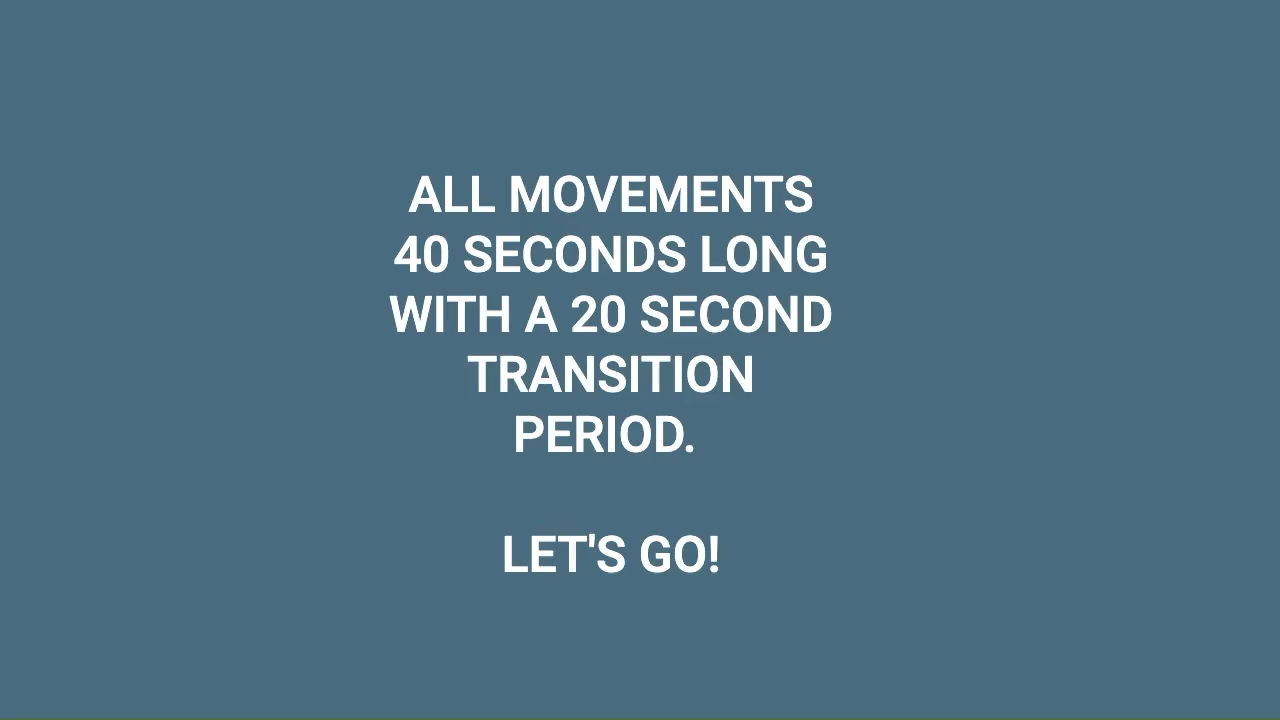 ALL MOVEMENTS
40 SECONDS LONG
WITH A 20 SECOND
TRANSITION
PERIOD.
LET'S GO!